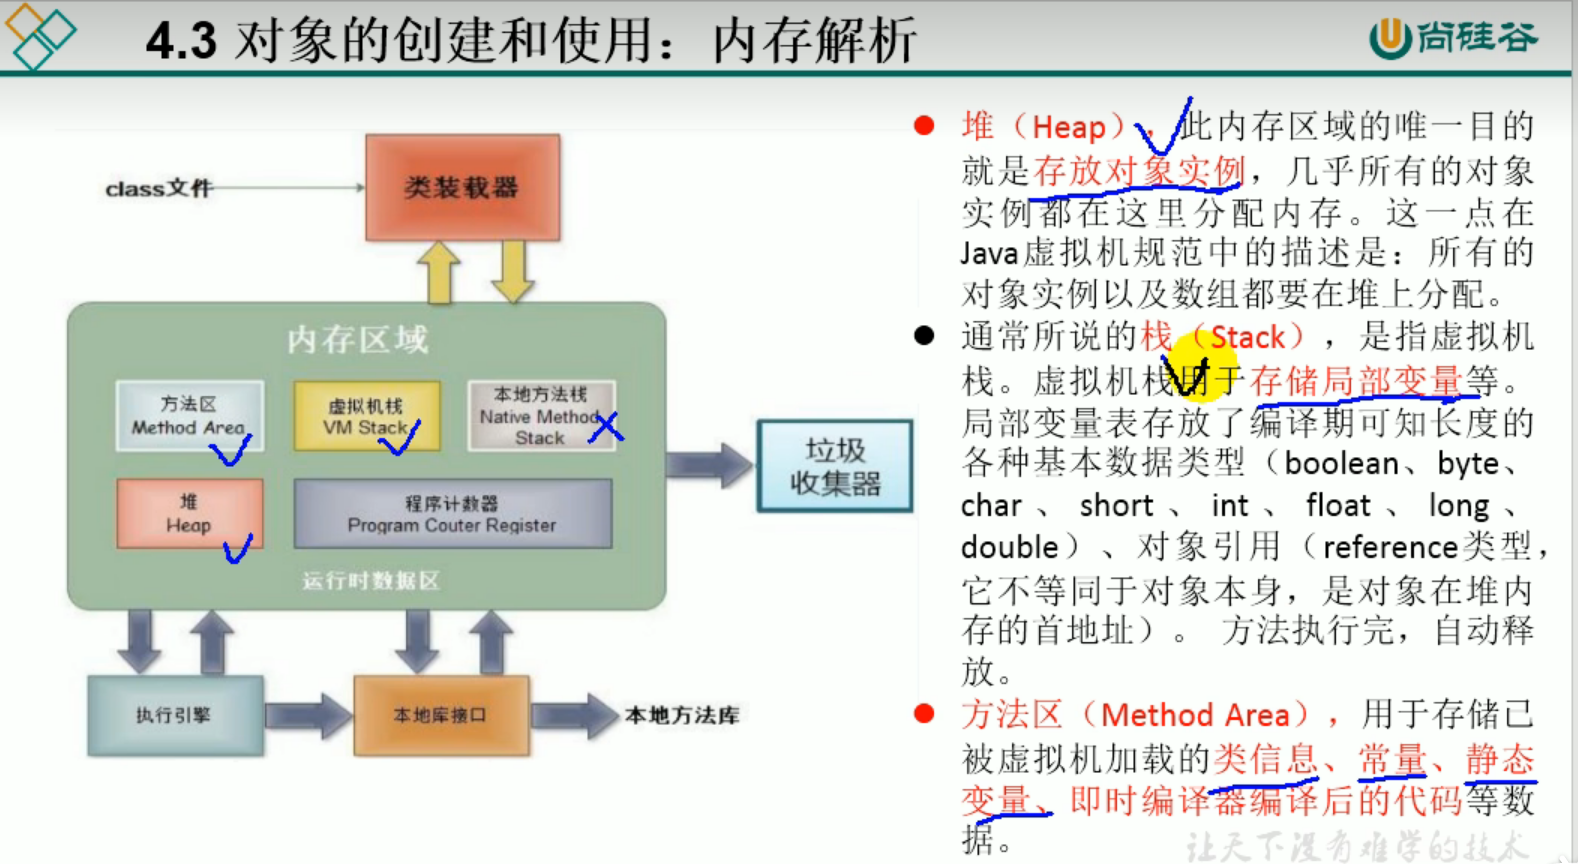 4.3 对象的创建和使用：内存解析
尚硅谷
class文件
类装载器
内存区域
方法区
Method Area
虚拟机栈
VM Stack
本地方法栈
Native Method
Stack
堆
Heap
程序计数器
Program Couter Register
运行时数据区
垃圾
收集器
执行引擎
本地库接口
本地方法库
堆（Heap），此内存区域的唯一目的
就是存放对象实例，几乎所有的对象
实例都在这里分配内存。这一点在
Java虚拟机规范中的描述是：所有的
对象实例以及数组都要在堆上分配。
通常所说的栈（Stack），是指虚拟机
栈。虚拟机栈用于存储局部变量等。
局部变量表存放了编译期可知长度的
各种基本数据类型（boolean、byte、
char 、 short 、 int 、 float 、 long 、
double）、对象引用（reference类型，
它不等同于对象本身，是对象在堆内
存的首地址）。 方法执行完，自动释
放。
方法区（Method Area），用于存储已
被虚拟机加载的类信息、常量、静态
变量、即时编译器编译后的代码等数
据。
让天下没有难学的技术